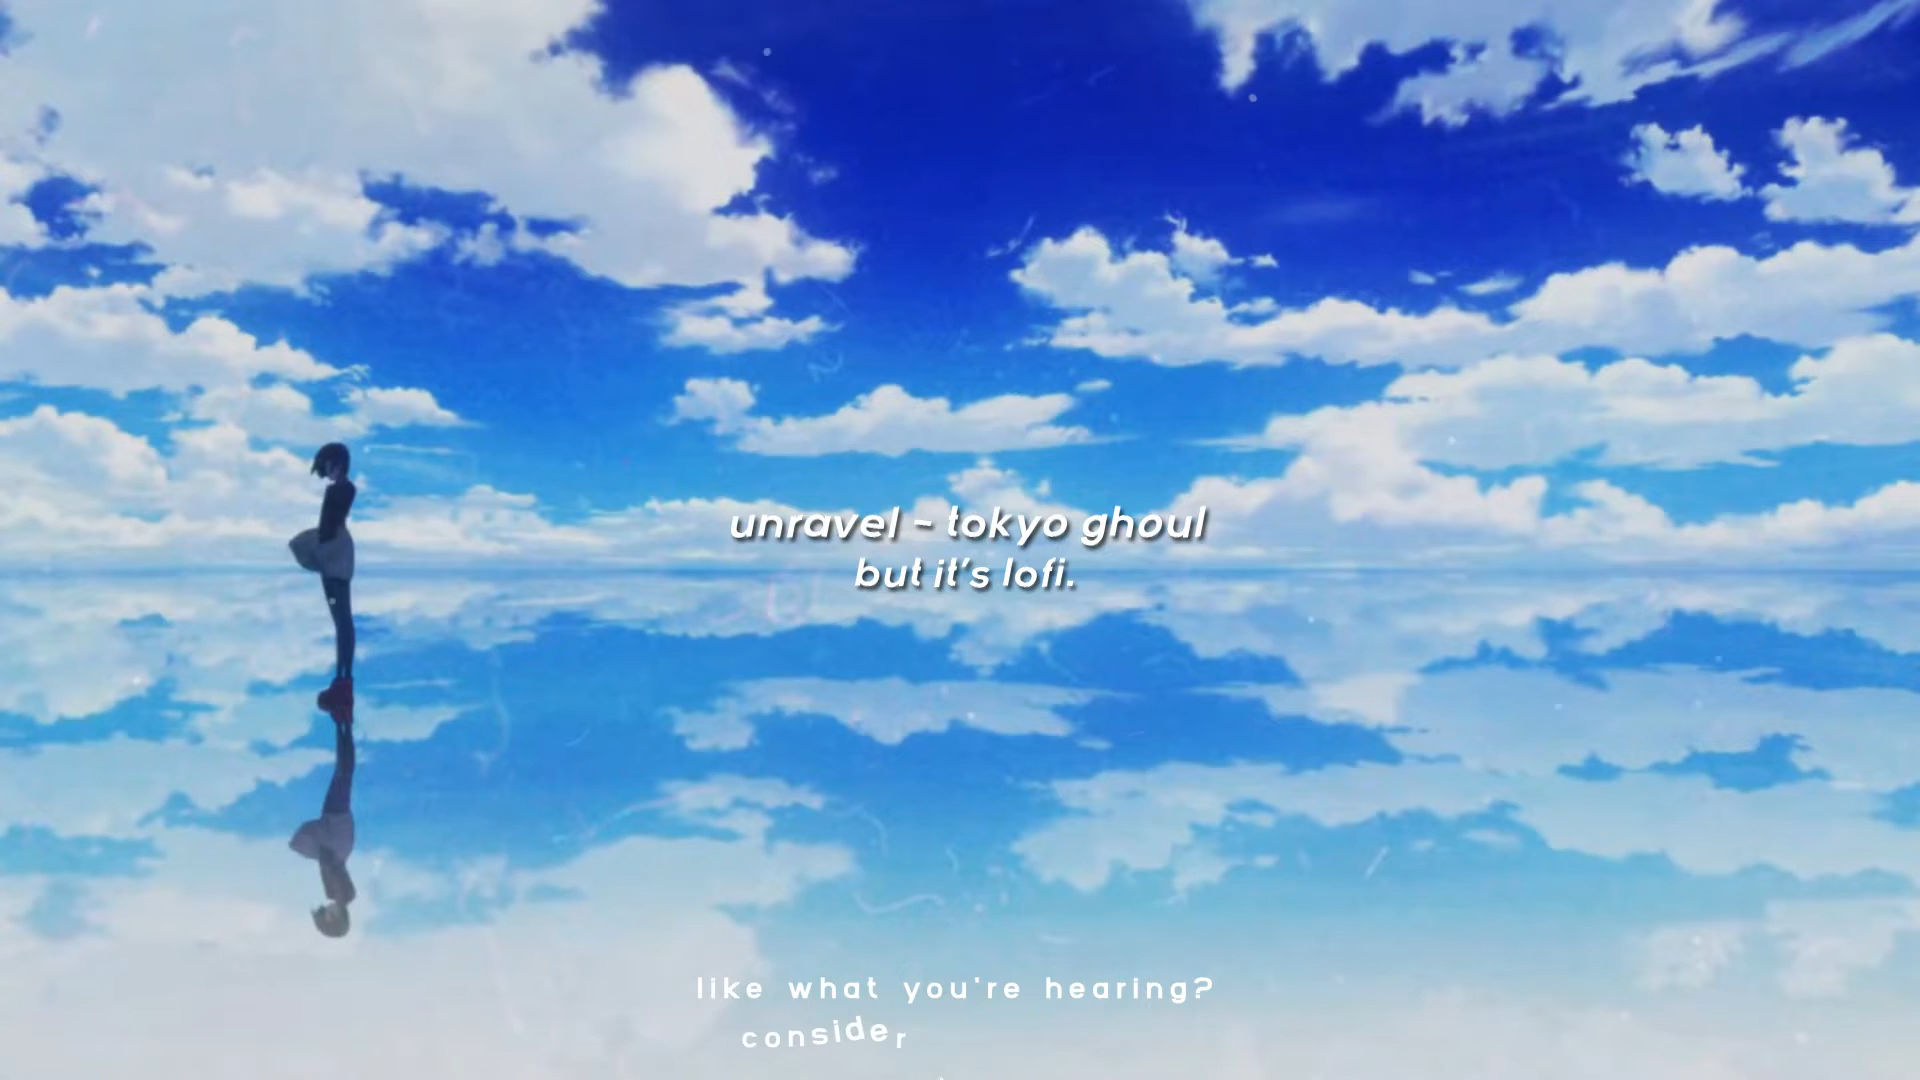 unravel - tokyo ghoul
but it's lofi.
like what you're hearing?
consider